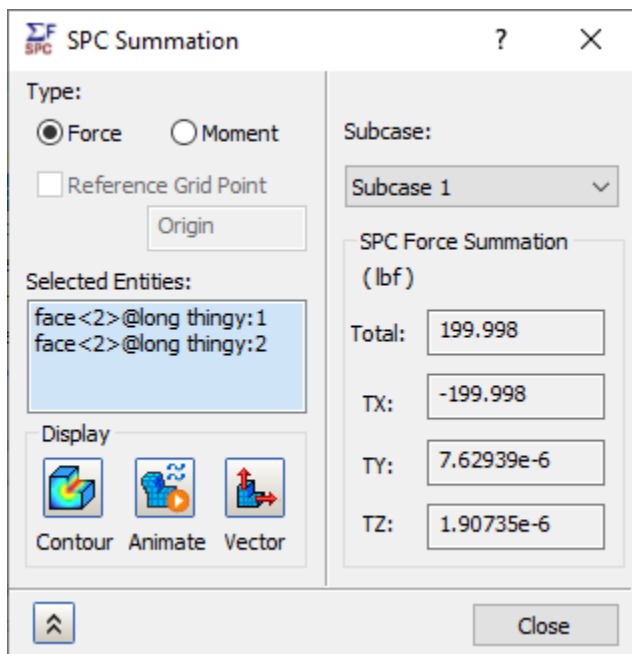 ΣF
SPC
SPC Summation
?
Type:
Force
Moment
Reference Grid Point
Origin
Selected Entities:
face<2>@long thingy:1
face<2>@long thingy:2
Display
Contour
Animate
Vector
Subcase:
Subcase 1
SPC Force Summation
(lbf)
Total: 199.998
TX: -199.998
TY: 7.62939e-6
TZ: 1.90735e-6
Close